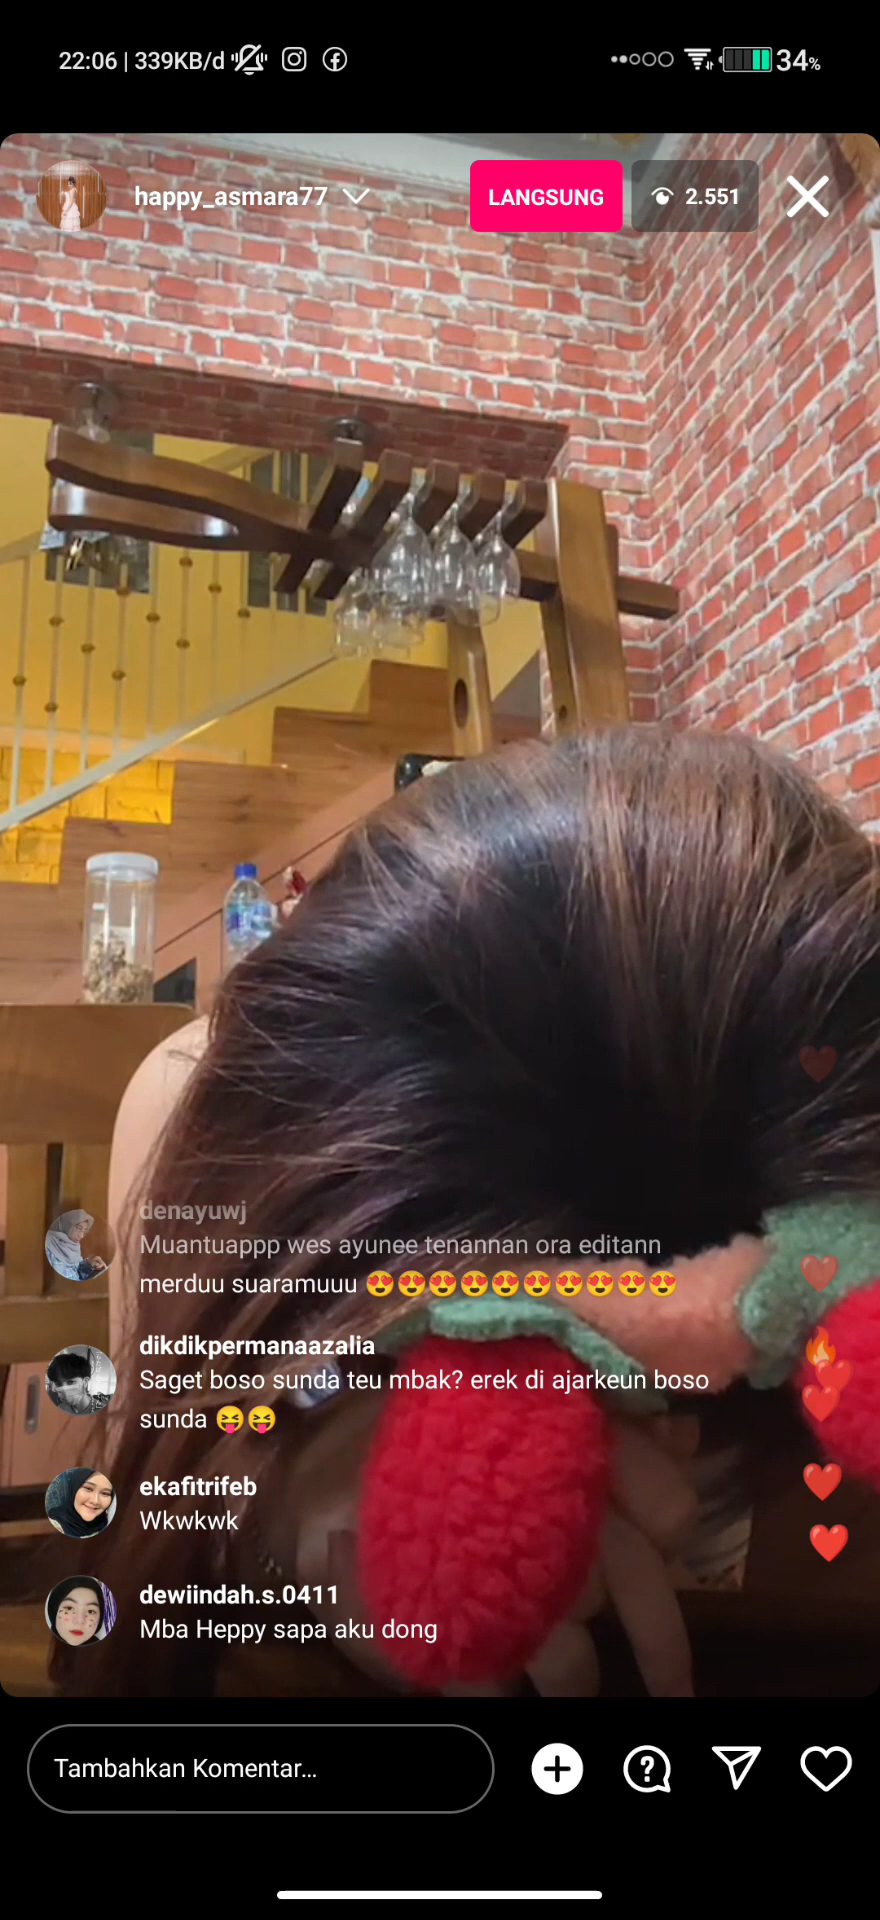 22:06 | 339KB/d
34%
happy_asmara77
LANGSUNG
2.551
denayuwj
Muantuappp wes ayunee tenannan ora editann
merduu suaramuuu 😍😍😍😍😍😍😍😍😍😍
dikdikpermanaazalia
Saget boso sunda teu mbak? erek di ajarkeun boso
sunda 😝😝
ekafitrifeb
Wkwkwk
dewiindah.s.0411
Mba Heppy sapa aku dong
Tambahkan Komentar...